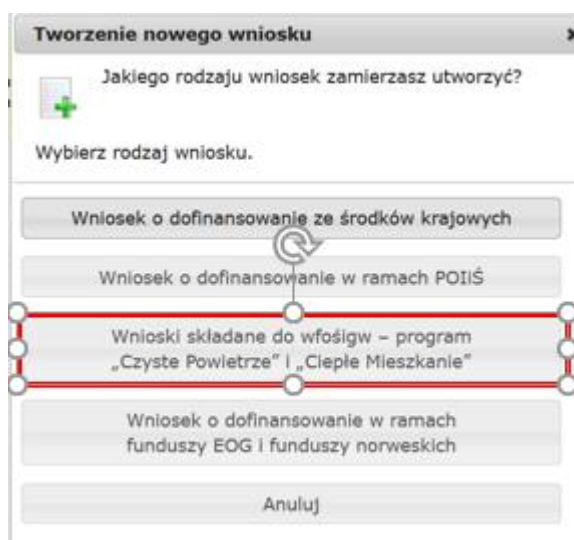 Tworzenie nowego wniosku
Jakiego rodzaju wniosek zamierzasz utworzyć?
Wybierz rodzaj wniosku.
Wniosek o dofinansowanie ze środków krajowych
Wniosek o dofinansowanie w ramach POIiŚ
Wnioski składane do wfośigw – program
„Czyste Powietrze” i „Ciepłe Mieszkanie”
Wniosek o dofinansowanie w ramach
funduszy EOG i funduszy norweskich
Anuluj